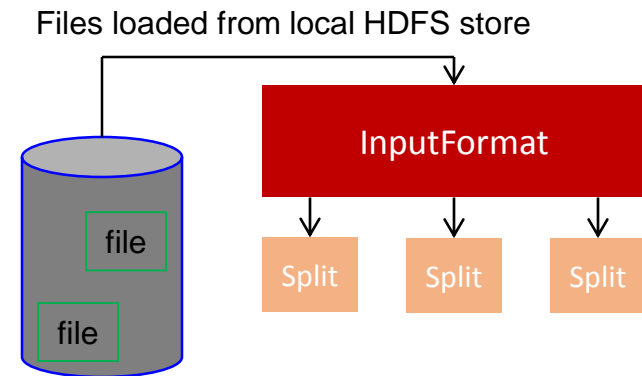 Files loaded from local HDFS store
InputFormat
file
Split
Split
Split
file